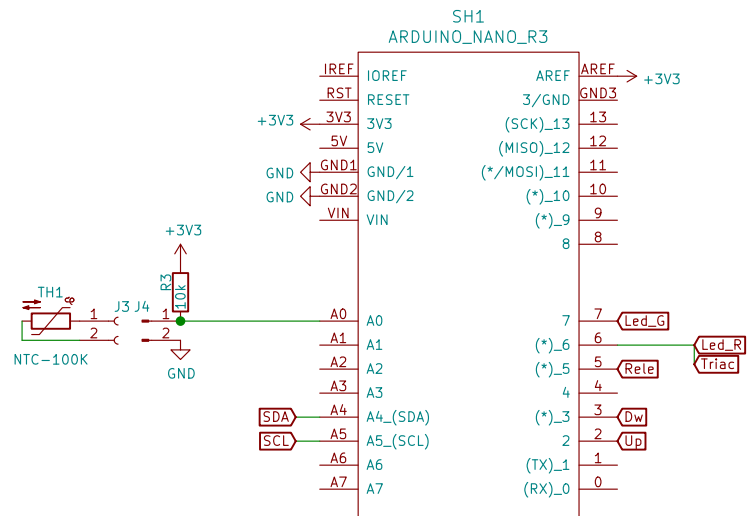 SH1
ARDUINO_NANO_R3
IREF IOREF AREF AREF +3V3
RST RESET 3/GND GND3
+3V3 3V3 3V3 (SCK)_13 13
5V 5V (MISO)_12 12
GND GND1 GND/1 (*/MOSI)_11 11
GND GND2 GND/2 (*)_10 10
VIN VIN (*)_9 9
8 8
+3V3
R3
10k
TH1
J3 J4
1 1 A0 A0 7 7 Led_G
2 2 A1 A1 (*)_6 6 Led_R
NTC-100K
GND
A2 A2 (*)_5 5 Rele Triac
A3 A3 4 4
SDA A4 A4_(SDA) (*)_3 3 Dw
SCL A5 A5_(SCL) 2 2 Up
A6 A6 (TX)_1 1
A7 A7 (RX)_0 0